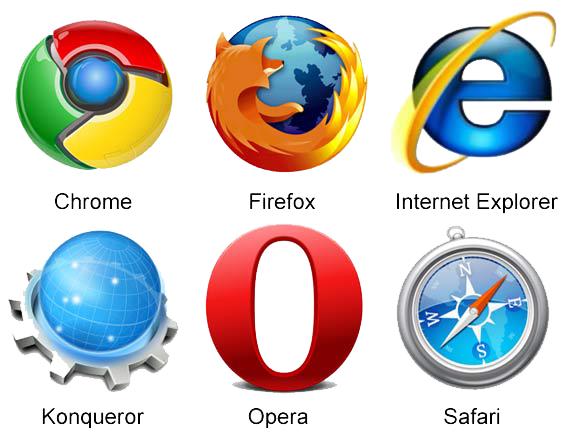 Chrome
Firefox
Internet Explorer
N
E
W
S
Konqueror
Opera
Safari